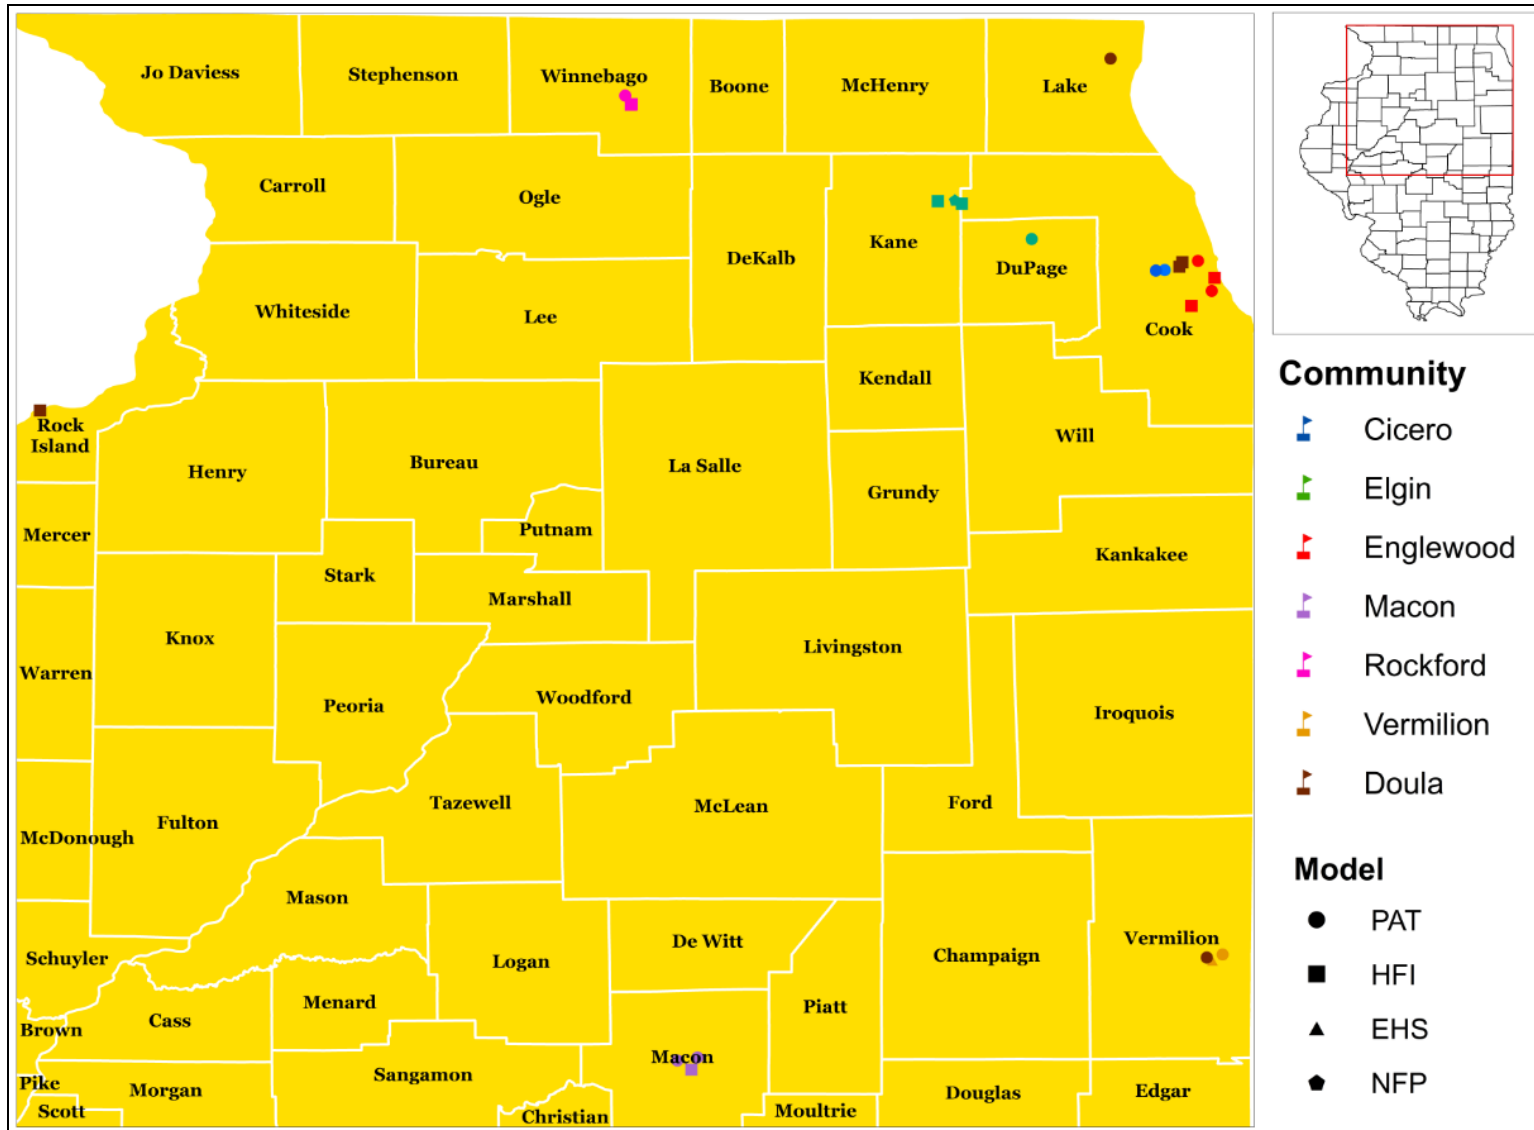 Jo Daviess
Stephenson
Winnebago
Boone
McHenry
Lake
Carroll
Ogle
DeKalb
Kane
DuPage
Cook
Whiteside
Lee
Kendall
Will
Rock
Island
Henry
Bureau
La Salle
Grundy
Mercer
Putnam
Kankakee
Stark
Marshall
Knox
Livingston
Warren
Peoria
Woodford
Iroquois
McDonough
Fulton
Tazewell
McLean
Ford
Mason
Schuyler
Logan
De Witt
Champaign
Vermilion
Brown
Cass
Menard
Piatt
Macon
Pike
Scott
Morgan
Sangamon
Christian
Moultrie
Douglas
Edgar
Community
Cicero
Elgin
Englewood
Macon
Rockford
Vermilion
Doula
Model
PAT
HFI
EHS
NFP